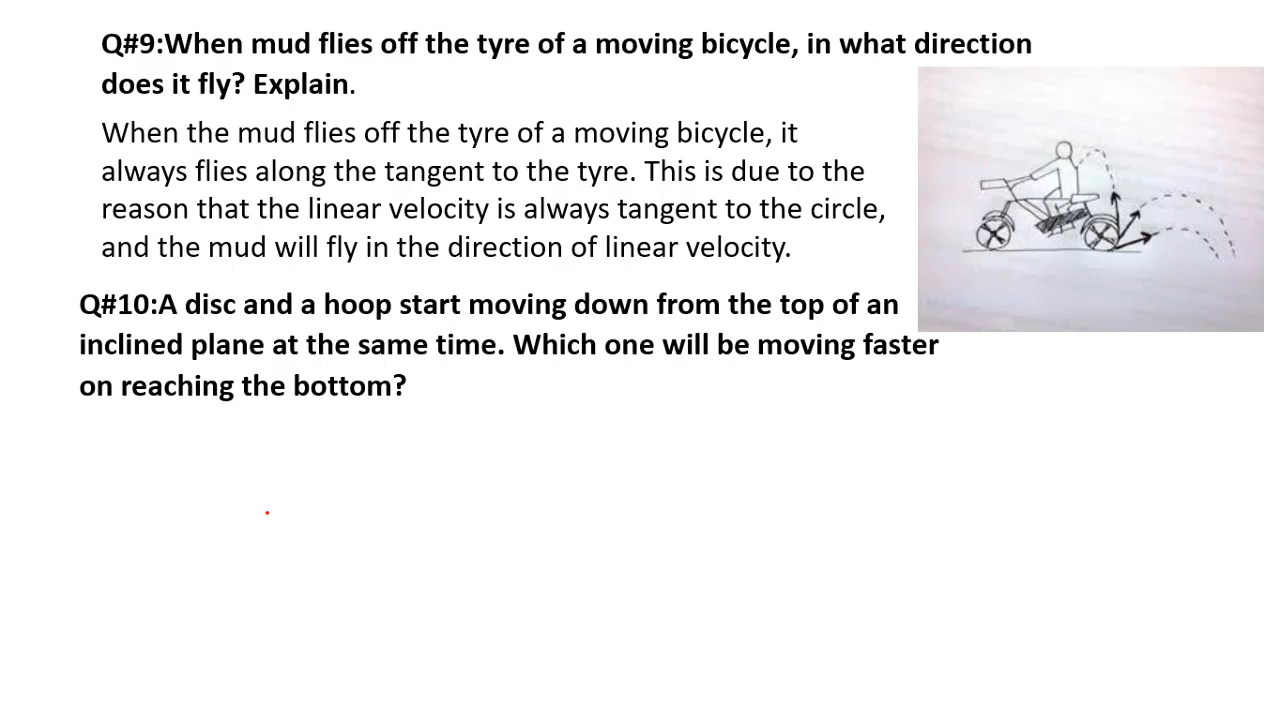 Q#9:When mud flies off the tyre of a moving bicycle, in what direction
does it fly? Explain.
When the mud flies off the tyre of a moving bicycle, it
always flies along the tangent to the tyre. This is due to the
reason that the linear velocity is always tangent to the circle,
and the mud will fly in the direction of linear velocity.
Q#10:A disc and a hoop start moving down from the top of an
inclined plane at the same time. Which one will be moving faster
on reaching the bottom?